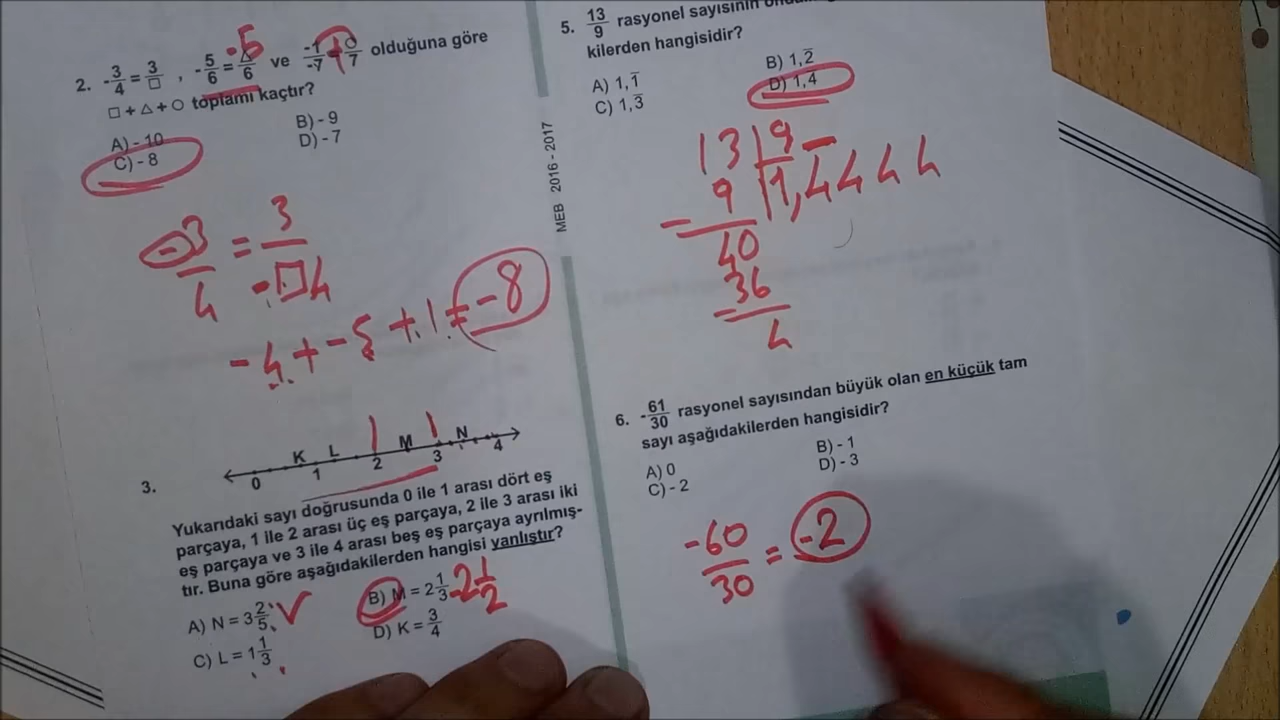 2. -3/4 = 3/□ , -5/6 = △/6 ve -1/-7 = ○/7 olduğuna göre
-5
□ + △ + ○ toplamı kaçtır?
A) - 10
B) - 9
C) - 8
D) - 7
-3/4 = 3/-□4
-4 + -5 + 1 = -8
K L M N
0 1 2 3 4
3.
Yukarıdaki sayı doğrusunda 0 ile 1 arası dört eş
parçaya, 1 ile 2 arası üç eş parçaya, 2 ile 3 arası iki
eş parçaya ve 3 ile 4 arası beş eş parçaya ayrılmış-
tır. Buna göre aşağıdakilerden hangisi yanlıştır?
A) N = 3 2/5
B) M = 2 1/3
2 1/2
C) L = 1 1/3
D) K = 3/4
MEB 2016 - 2017
5. 13/9 rasyonel sayısının
kilerden hangisidir?
A) 1,1̅
B) 1,2̅
C) 1,3̅
D) 1,4̅
13 | 9
9 | 1,4444
40
36
4
6. -61/30 rasyonel sayısından büyük olan en küçük tam
sayı aşağıdakilerden hangisidir?
A) 0
B) - 1
C) - 2
D) - 3
-60/30 = -2